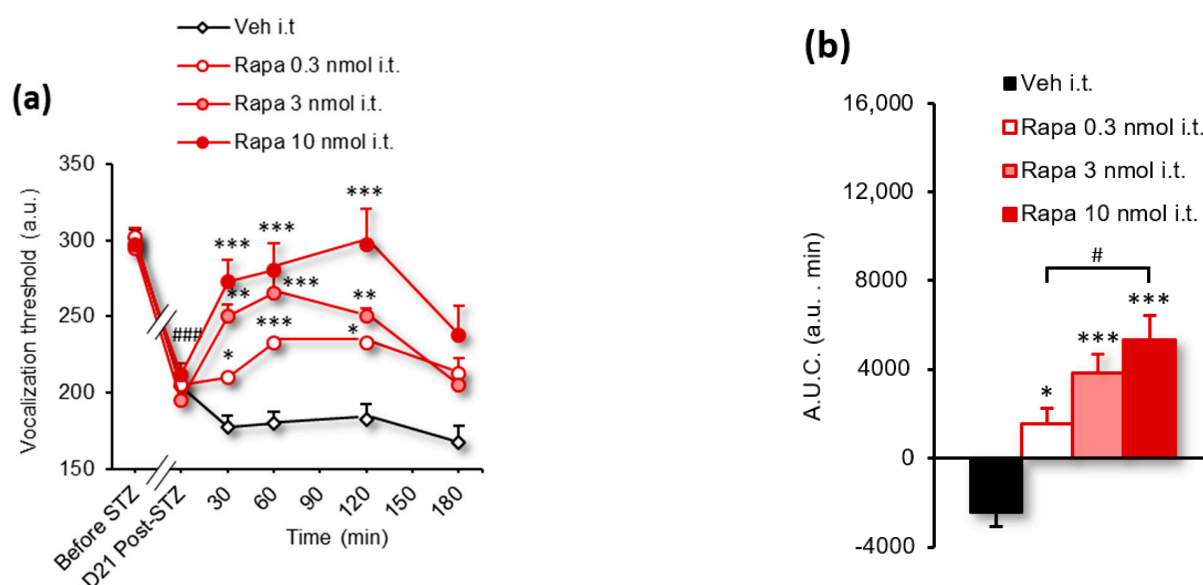 (a)
Veh i.t
Rapa 0.3 nmol i.t.
Rapa 3 nmol i.t.
Rapa 10 nmol i.t.
Vocalization threshold (a.u.)
350
300
250
200
150
***
***
***
**
***
**
###
***
*
*
Before STZ
D21 Post-STZ
30
60
90
120
150
180
Time (min)
(b)
Veh i.t.
Rapa 0.3 nmol i.t.
Rapa 3 nmol i.t.
Rapa 10 nmol i.t.
A.U.C. (a.u. . min)
16,000
12,000
8000
4000
0
-4000
#
***
***
*